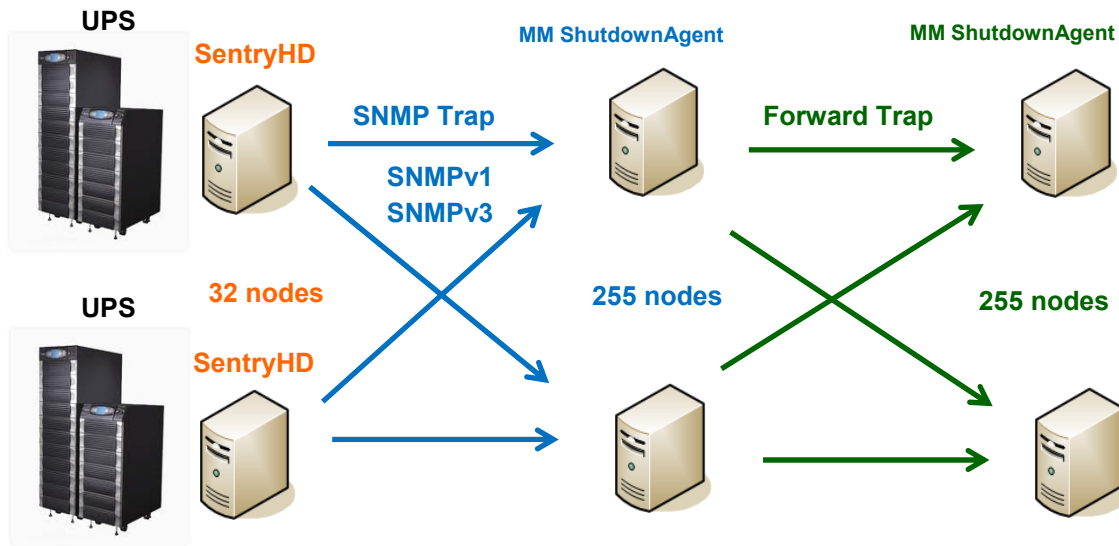 UPS
SentryHD
MM ShutdownAgent
MM ShutdownAgent
SNMP Trap
Forward Trap
SNMPv1
SNMPv3
32 nodes
255 nodes
255 nodes
UPS
SentryHD